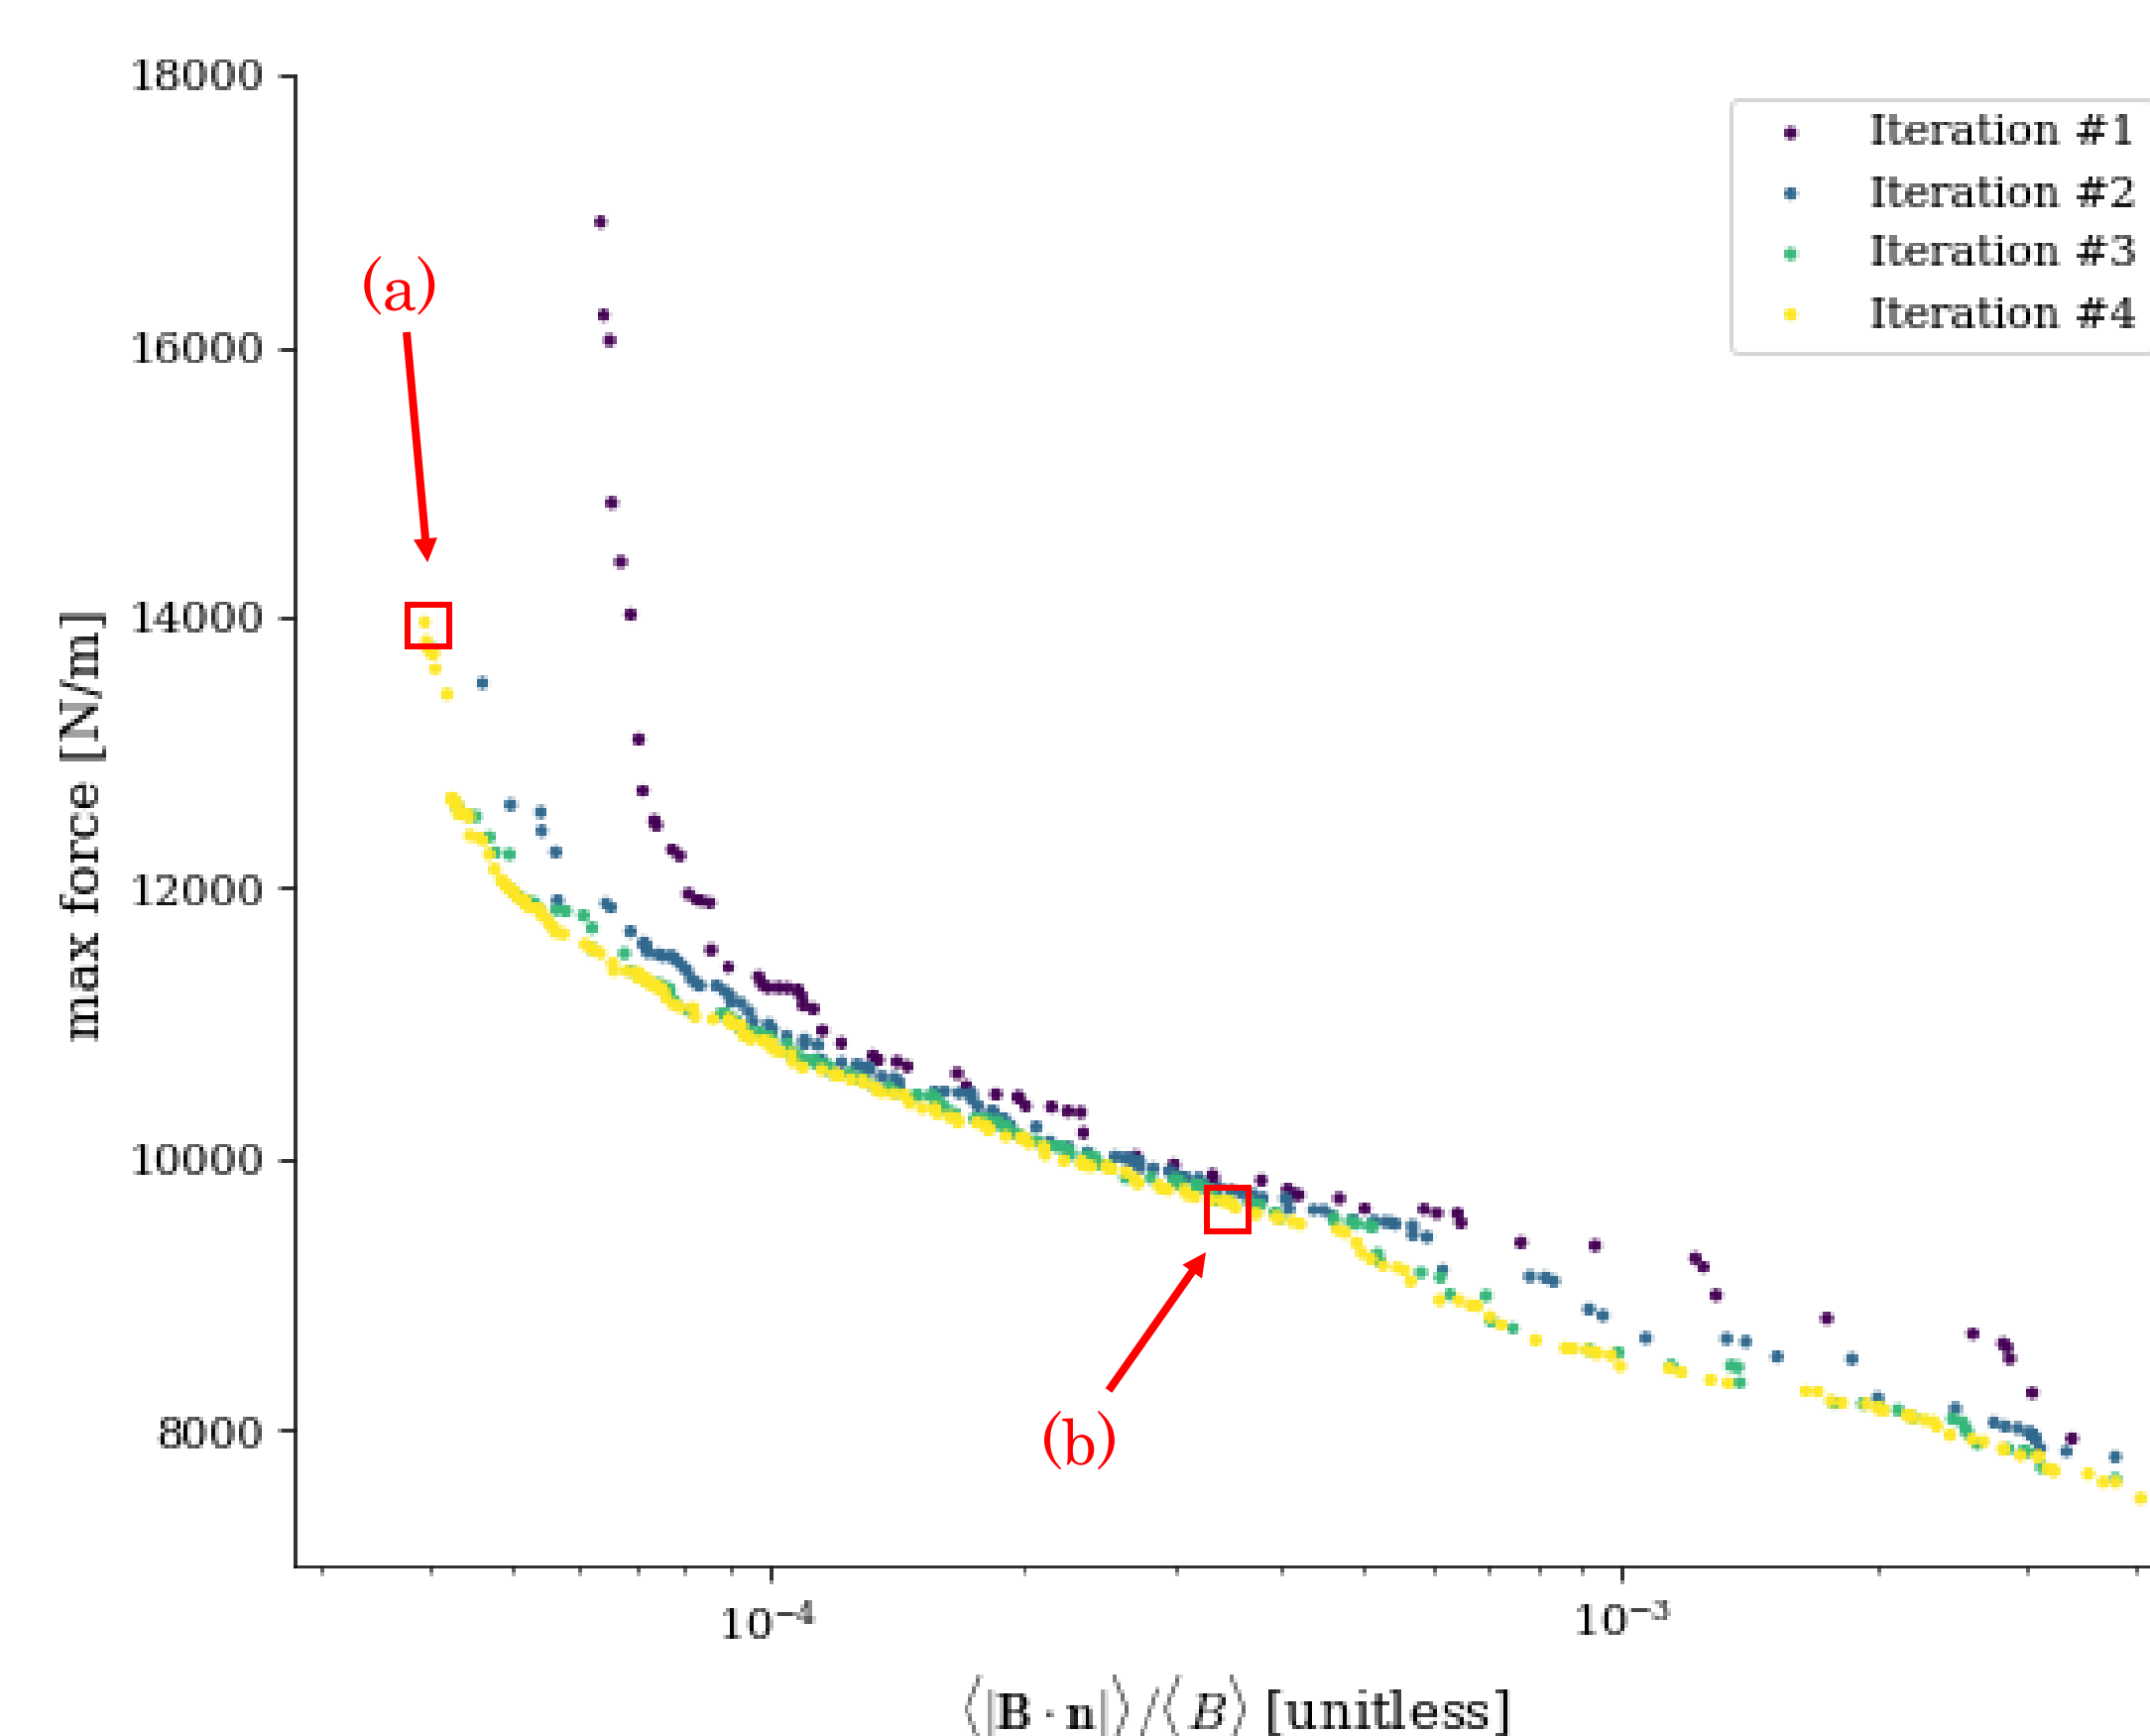 18000
16000
14000
12000
10000
8000
max force [N/m]
(a)
(b)
Iteration #1
Iteration #2
Iteration #3
Iteration #4
10⁻⁴
10⁻³
⟨|B · n|⟩/⟨B⟩ [unitless]